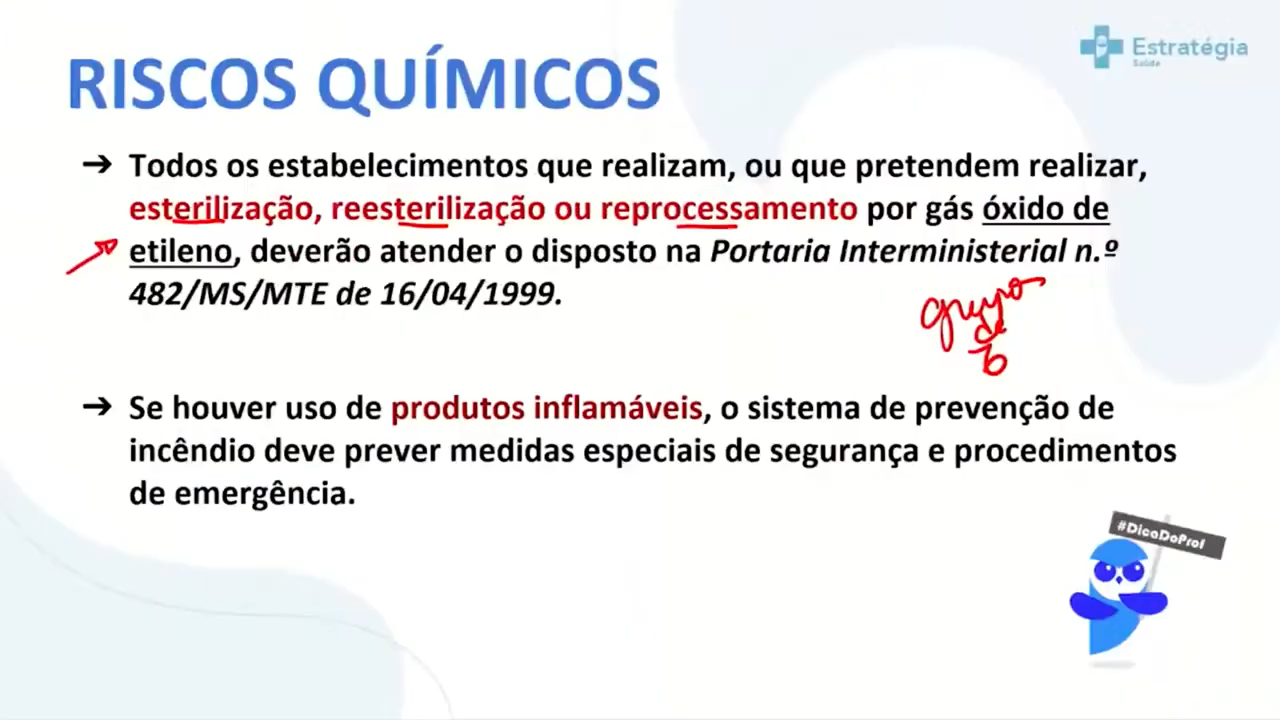 Estratégia
Saúde
RISCOS QUÍMICOS
➔ Todos os estabelecimentos que realizam, ou que pretendem realizar,
esterilização, reesterilização ou reprocessamento por gás óxido de
etileno, deverão atender o disposto na Portaria Interministerial n.º
482/MS/MTE de 16/04/1999.
grupo
de
➔ Se houver uso de produtos inflamáveis, o sistema de prevenção de
incêndio deve prever medidas especiais de segurança e procedimentos
de emergência.
#DicaDoProf